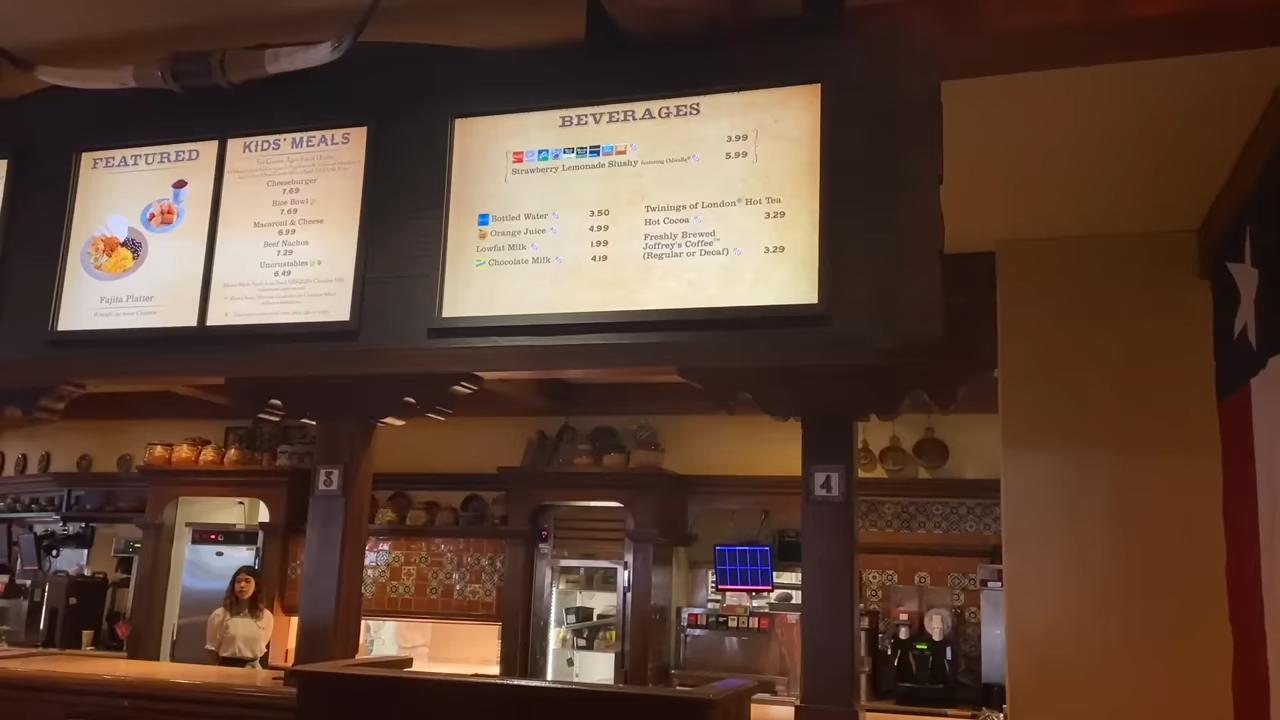 FEATURED
Fajita Platter
KIDS' MEALS
Cheeseburger
7.69
Rice Bowl
7.69
Macaroni & Cheese
6.99
Beef Nachos
7.29
Uncrustables
6.49
BEVERAGES
3.99
Strawberry Lemonade Slushy featuring Odwalla® 5.99
Bottled Water 3.50
Orange Juice 4.99
Lowfat Milk 1.99
Chocolate Milk 4.19
Twinings of London® Hot Tea
Hot Cocoa 3.29
Freshly Brewed
Joffrey's Coffee™
(Regular or Decaf) 3.29
3
4